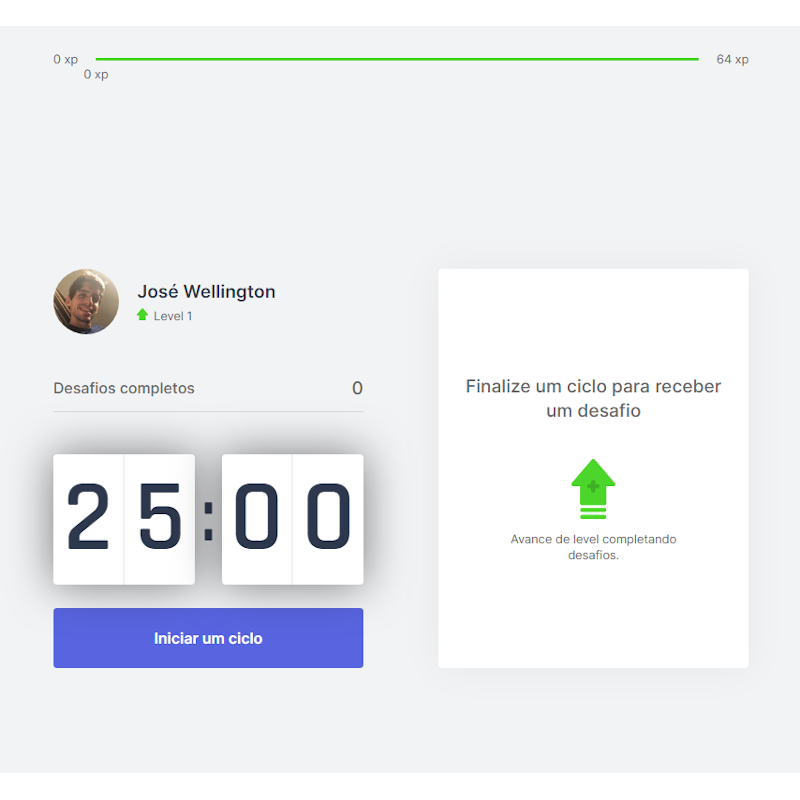 0 xp
64 xp
0 xp
José Wellington
Level 1
Desafios completos
0
25:00
Iniciar um ciclo
Finalize um ciclo para receber
um desafio
Avance de level completando
desafios.